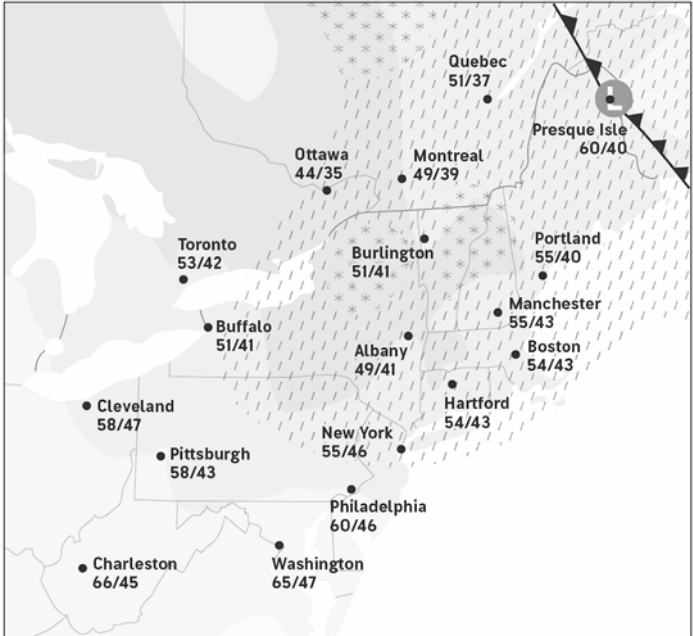 Quebec
51/37
L
Presque Isle
60/40
Ottawa
44/35
Montreal
49/39
Toronto
53/42
Burlington
51/41
Portland
55/40
Manchester
55/43
Buffalo
51/41
Albany
49/41
Boston
54/43
Cleveland
58/47
Hartford
54/43
New York
55/46
Pittsburgh
58/43
Philadelphia
60/46
Charleston
66/45
Washington
65/47